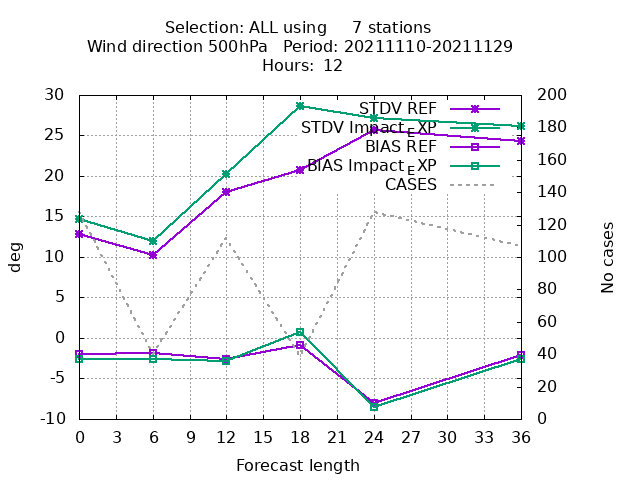 Selection: ALL using     7 stations
Wind direction 500hPa   Period: 20211110-20211129
Hours:  12
30
25
20
15
10
5
0
-5
-10
deg
200
180
160
140
120
100
80
60
40
20
0
No cases
STDV REF
STDV Impact_EXP
BIAS REF
BIAS Impact_EXP
CASES
0 3 6 9 12 15 18 21 24 27 30 33 36
Forecast length